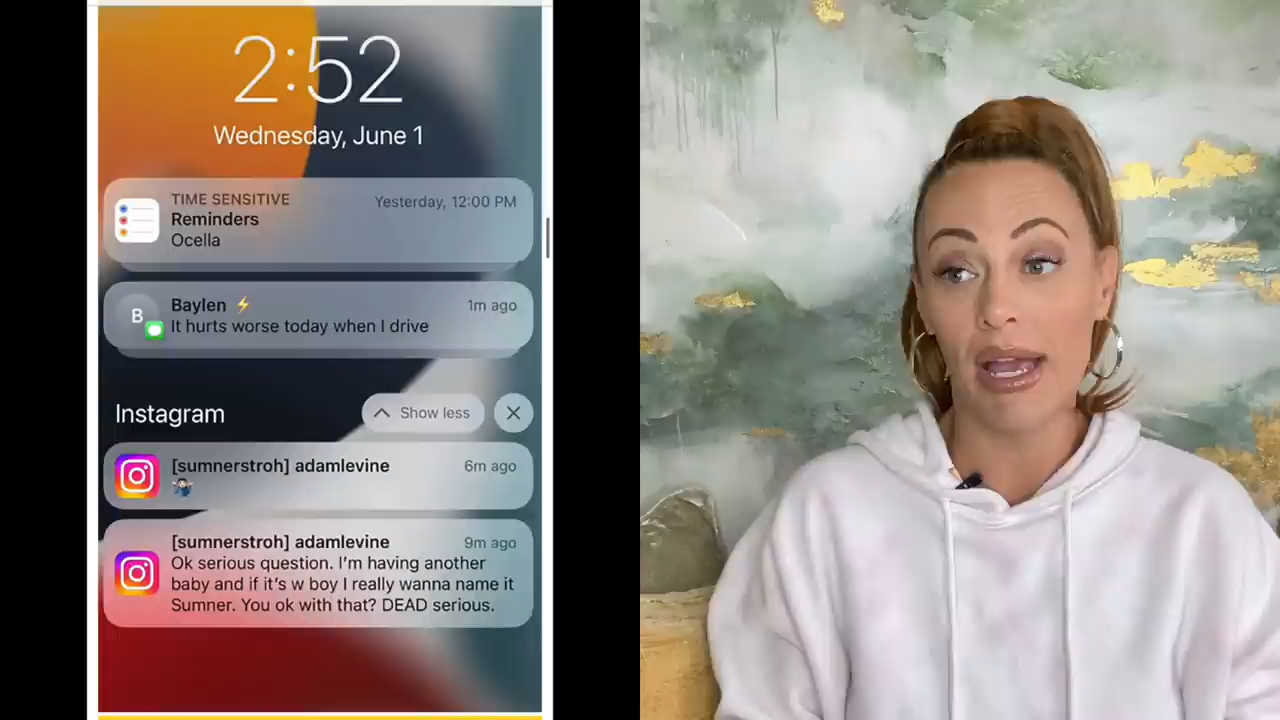 2:52
Wednesday, June 1
TIME SENSITIVE
Yesterday, 12:00 PM
Reminders
Ocella
B
Baylen ⚡
1m ago
It hurts worse today when I drive
Instagram
Show less
[sumnerstroh] adamlevine
6m ago
🤷🏻‍♂️
[sumnerstroh] adamlevine
9m ago
Ok serious question. I'm having another
baby and if it's w boy I really wanna name it
Sumner. You ok with that? DEAD serious.